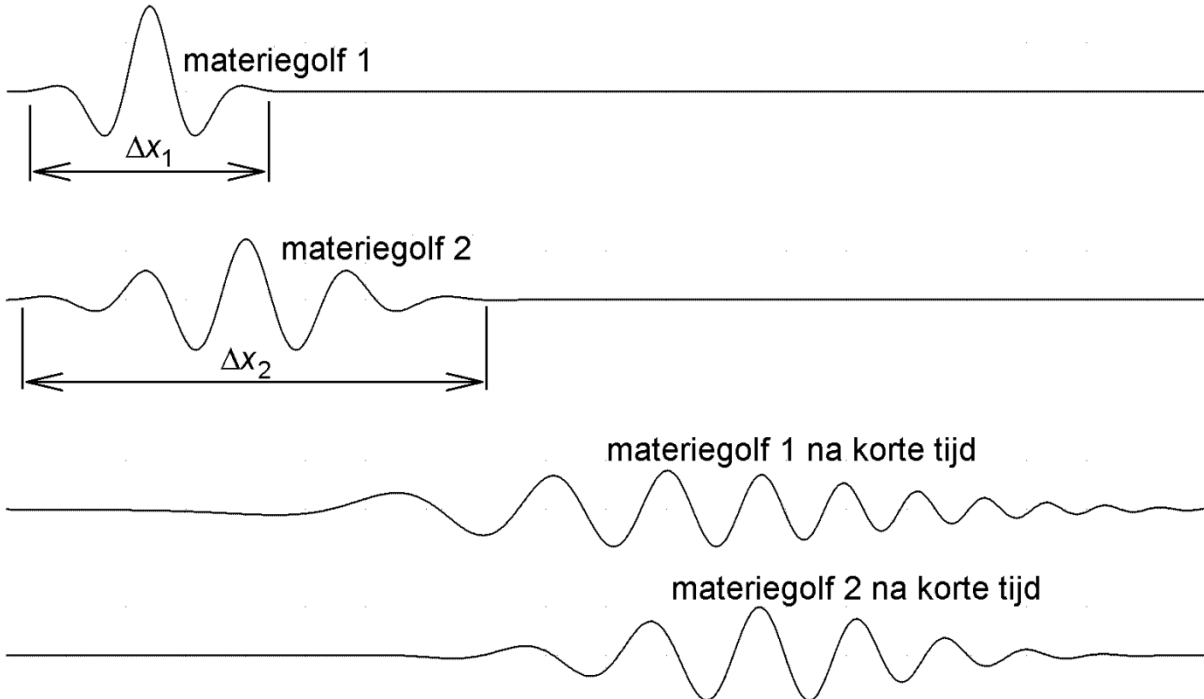 materiegolf 1
Δx₁
materiegolf 2
Δx₂
materiegolf 1 na korte tijd
materiegolf 2 na korte tijd